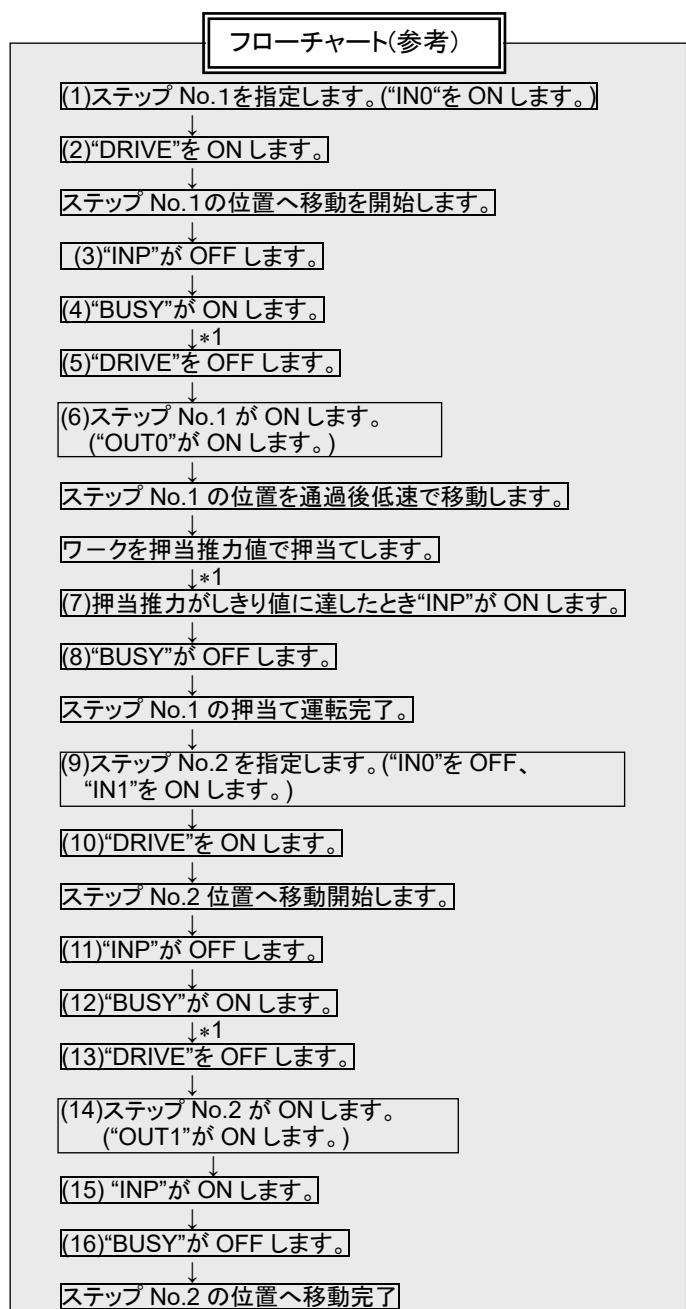 フローチャート(参考)
(1)ステップ No.1を指定します。(“IN0“を ON します。)
↓
(2)“DRIVE”を ON します。
↓
ステップ No.1の位置へ移動を開始します。
↓
(3)“INP”が OFF します。
↓
(4)“BUSY”が ON します。
↓*1
(5)“DRIVE”を OFF します。
↓
(6)ステップ No.1 が ON します。
(“OUT0”が ON します。)
↓
ステップ No.1 の位置を通過後低速で移動します。
↓
ワークを押当推力値で押当てします。
↓*1
(7)押当推力がしきり値に達したとき“INP”が ON します。
↓
(8)“BUSY”が OFF します。
↓
ステップ No.1 の押当て運転完了。
↓
(9)ステップ No.2 を指定します。(“IN0”を OFF、
“IN1”を ON します。)
↓
(10)“DRIVE”を ON します。
↓
ステップ No.2 位置へ移動開始します。
↓
(11)“INP”が OFF します。
↓
(12)“BUSY”が ON します。
↓*1
(13)“DRIVE”を OFF します。
↓
(14)ステップ No.2 が ON します。
(“OUT1”が ON します。)
↓
(15) “INP”が ON します。
↓
(16)“BUSY”が OFF します。
↓
ステップ No.2 の位置へ移動完了